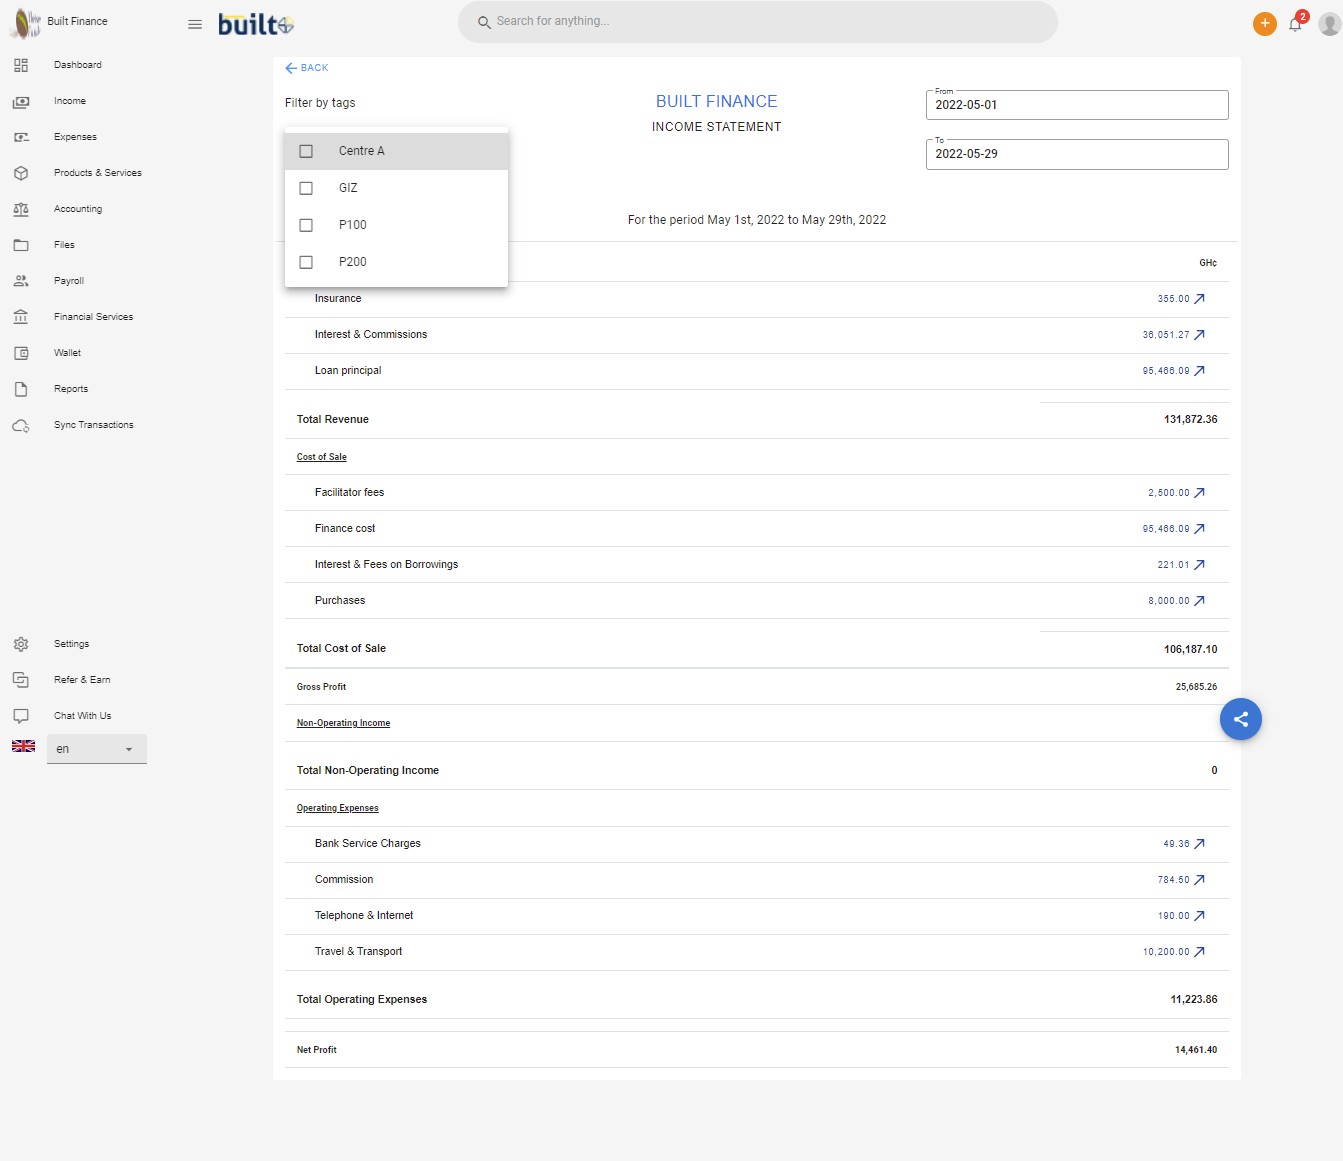 Built Finance
built
Search for anything...
+
2
Dashboard
Income
Expenses
Products & Services
Accounting
Files
Payroll
Financial Services
Wallet
Reports
Sync Transactions
Settings
Refer & Earn
Chat With Us
en
BACK
Filter by tags
Centre A
GIZ
P100
P200
BUILT FINANCE
INCOME STATEMENT
From
2022-05-01
To
2022-05-29
For the period May 1st, 2022 to May 29th, 2022
GH¢
Insurance 355.00
Interest & Commissions 36,051.27
Loan principal 95,466.09
Total Revenue 131,872.36
Cost of Sale
Facilitator fees 2,500.00
Finance cost 95,466.09
Interest & Fees on Borrowings 221.01
Purchases 8,000.00
Total Cost of Sale 106,187.10
Gross Profit 25,685.26
Non-Operating Income
Total Non-Operating Income 0
Operating Expenses
Bank Service Charges 49.36
Commission 784.50
Telephone & Internet 190.00
Travel & Transport 10,200.00
Total Operating Expenses 11,223.86
Net Profit 14,461.40